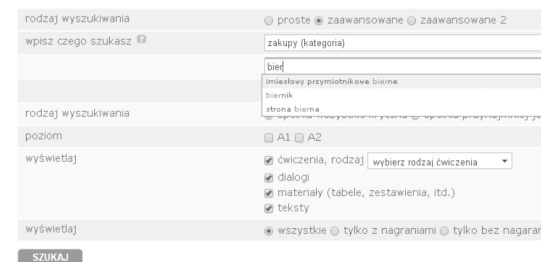 rodzaj wyszukiwania proste zaawansowane zaawansowane 2
wpisz czego szukasz ?
zakupy (kategoria)
bier
imiesłowy przymiotnikowe bierne
biernik
strona bierna
rodzaj wyszukiwania
poziom A1 A2
wyświetlaj ćwiczenia, rodzaj wybierz rodzaj ćwiczenia
dialogi
materiały (tabele, zestawienia, itd.)
teksty
wyświetlaj wszystkie tylko z nagraniami tylko bez nagarar
SZUKAJ